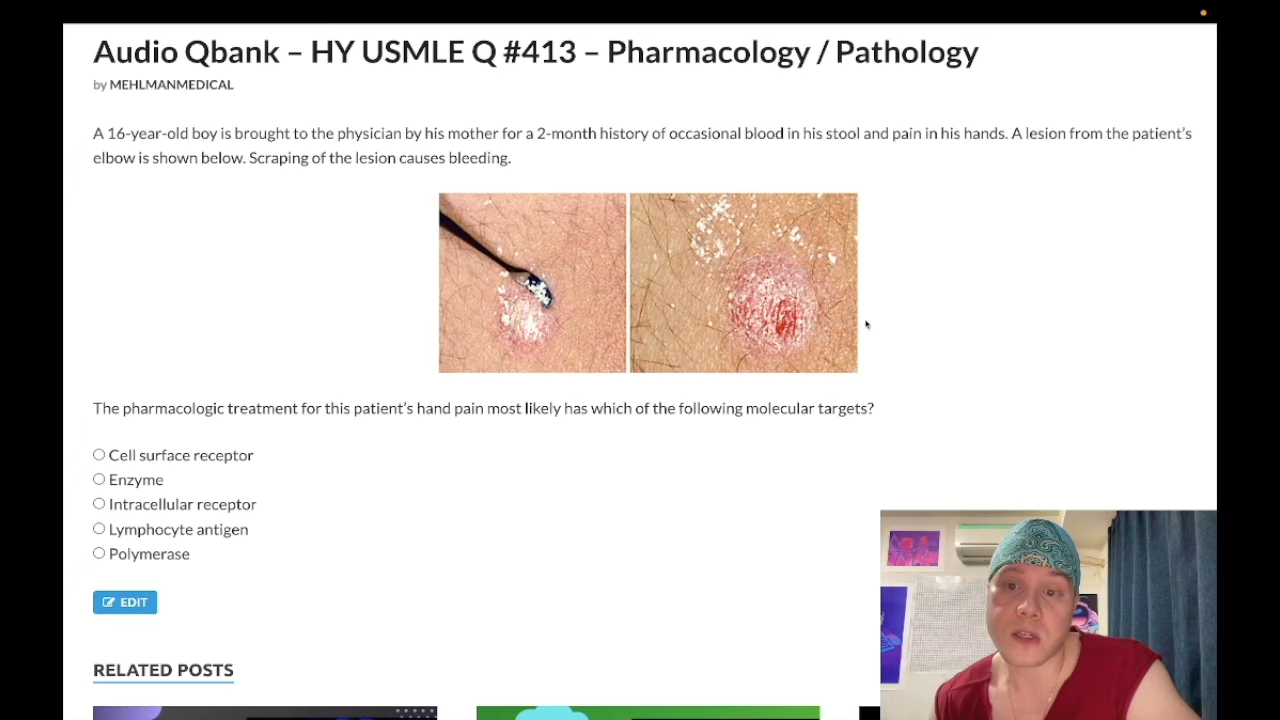 Audio Qbank – HY USMLE Q #413 – Pharmacology / Pathology
by MEHLMANMEDICAL
A 16-year-old boy is brought to the physician by his mother for a 2-month history of occasional blood in his stool and pain in his hands. A lesion from the patient's
elbow is shown below. Scraping of the lesion causes bleeding.
The pharmacologic treatment for this patient's hand pain most likely has which of the following molecular targets?
Cell surface receptor
Enzyme
Intracellular receptor
Lymphocyte antigen
Polymerase
EDIT
RELATED POSTS